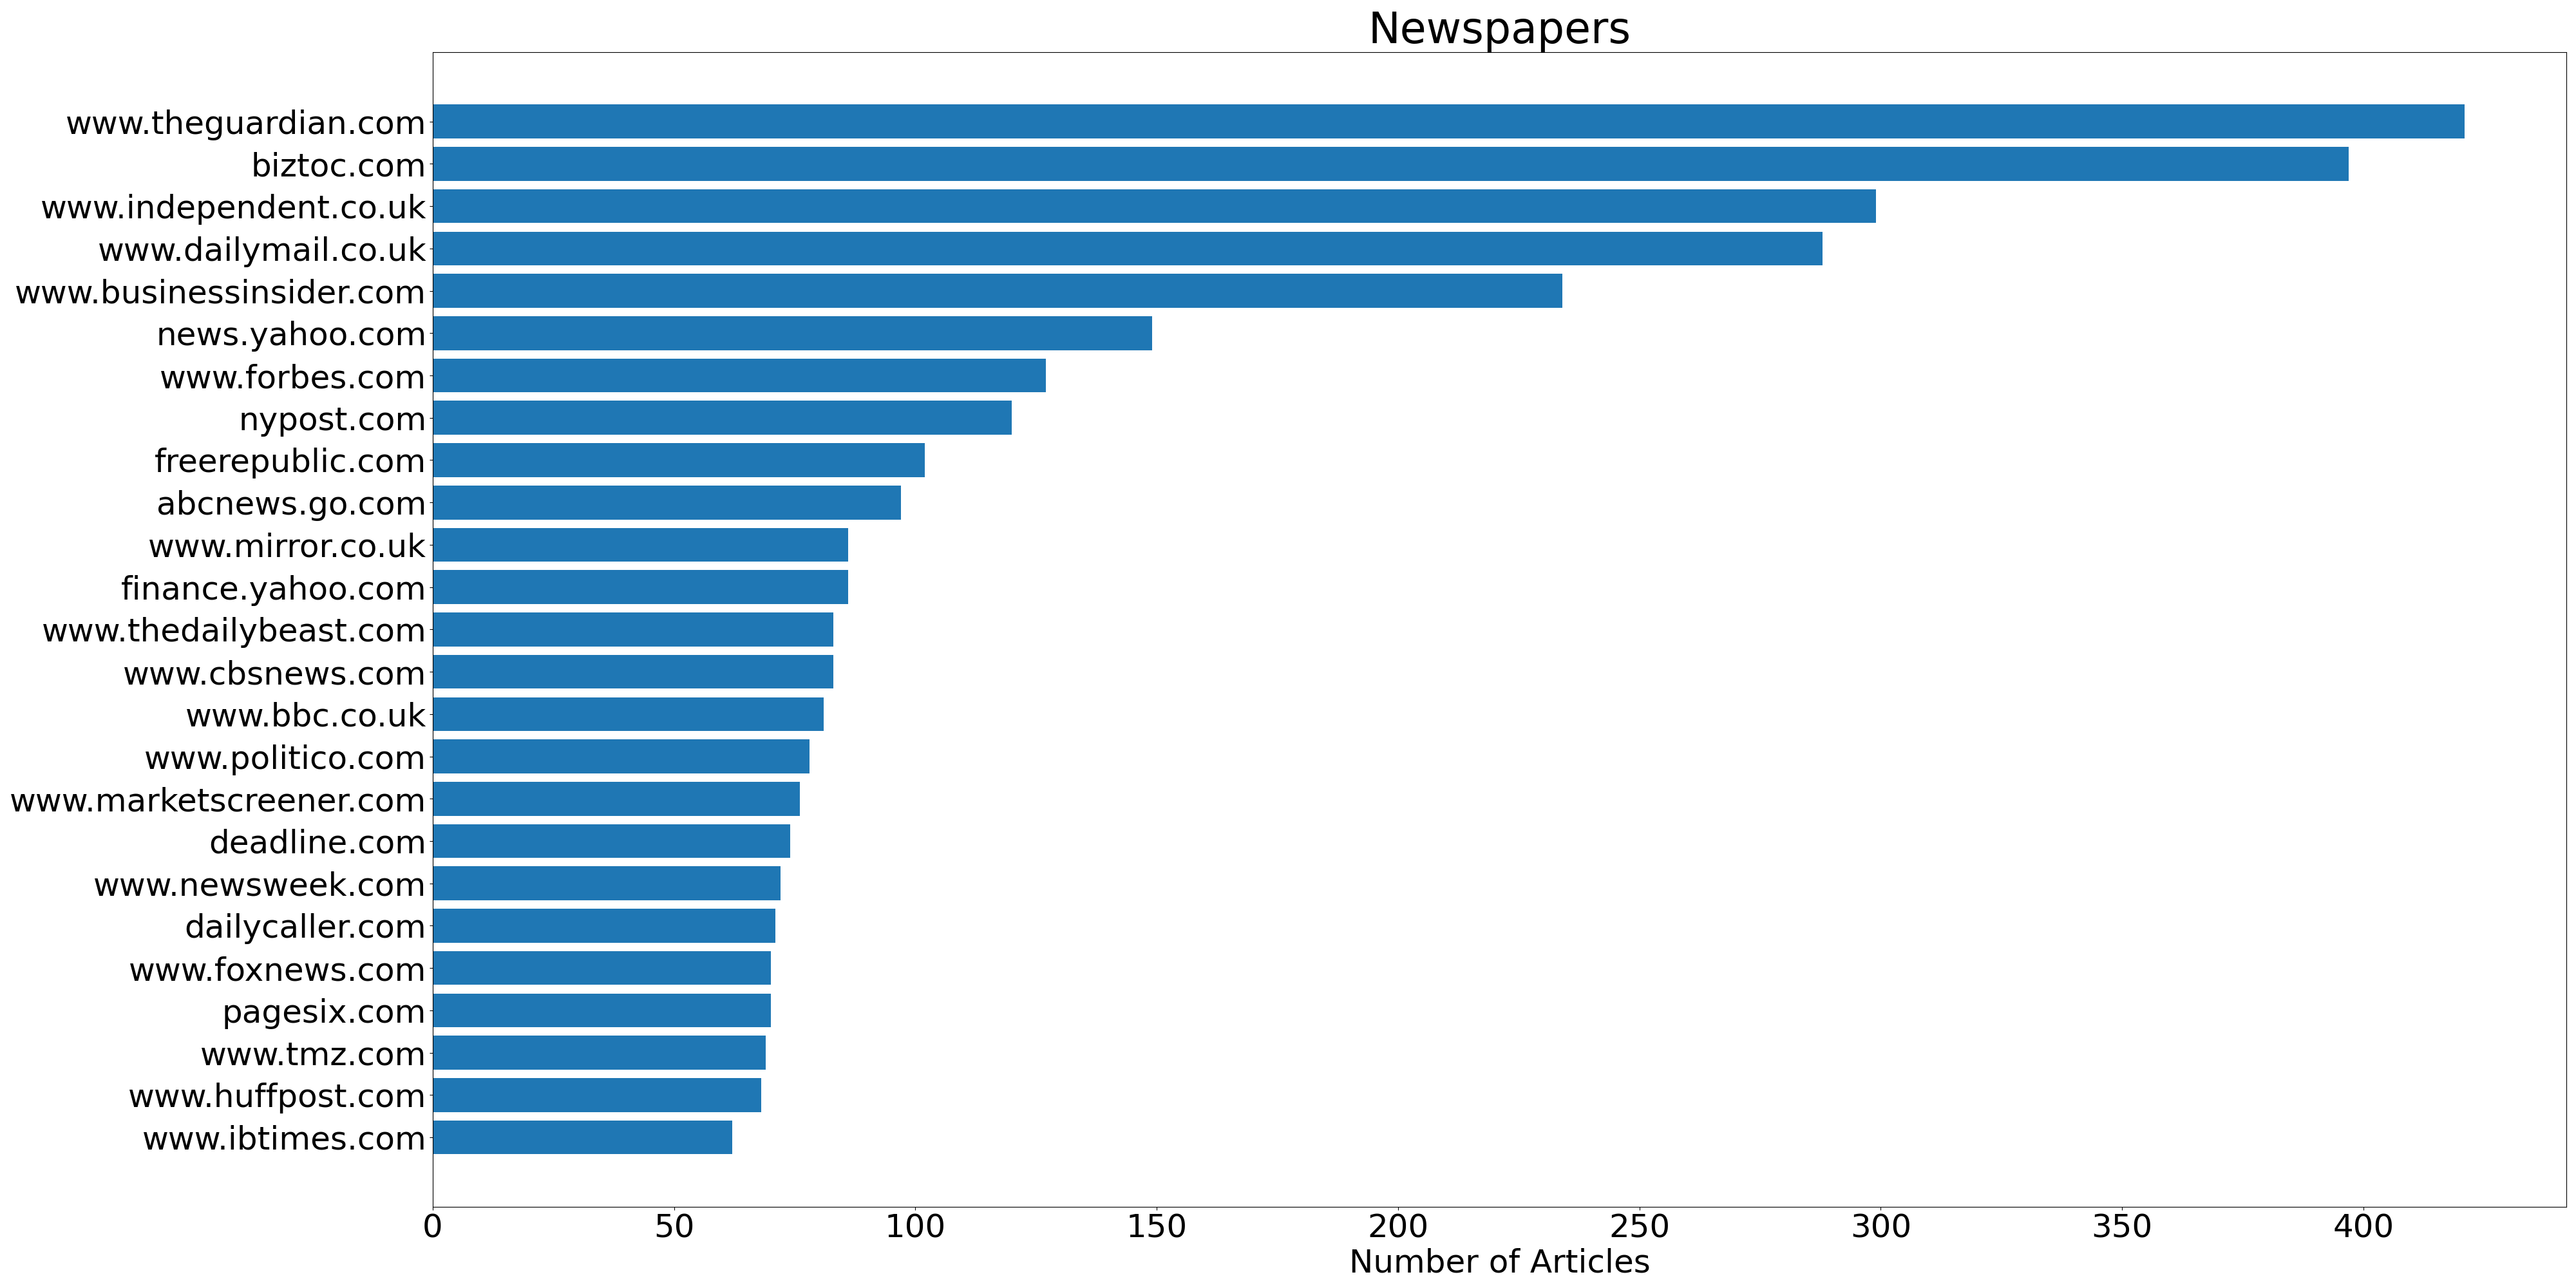 Newspapers
www.theguardian.com
biztoc.com
www.independent.co.uk
www.dailymail.co.uk
www.businessinsider.com
news.yahoo.com
www.forbes.com
nypost.com
freerepublic.com
abcnews.go.com
www.mirror.co.uk
finance.yahoo.com
www.thedailybeast.com
www.cbsnews.com
www.bbc.co.uk
www.politico.com
www.marketscreener.com
deadline.com
www.newsweek.com
dailycaller.com
www.foxnews.com
pagesix.com
www.tmz.com
www.huffpost.com
www.ibtimes.com
0 50 100 150 200 250 300 350 400
Number of Articles